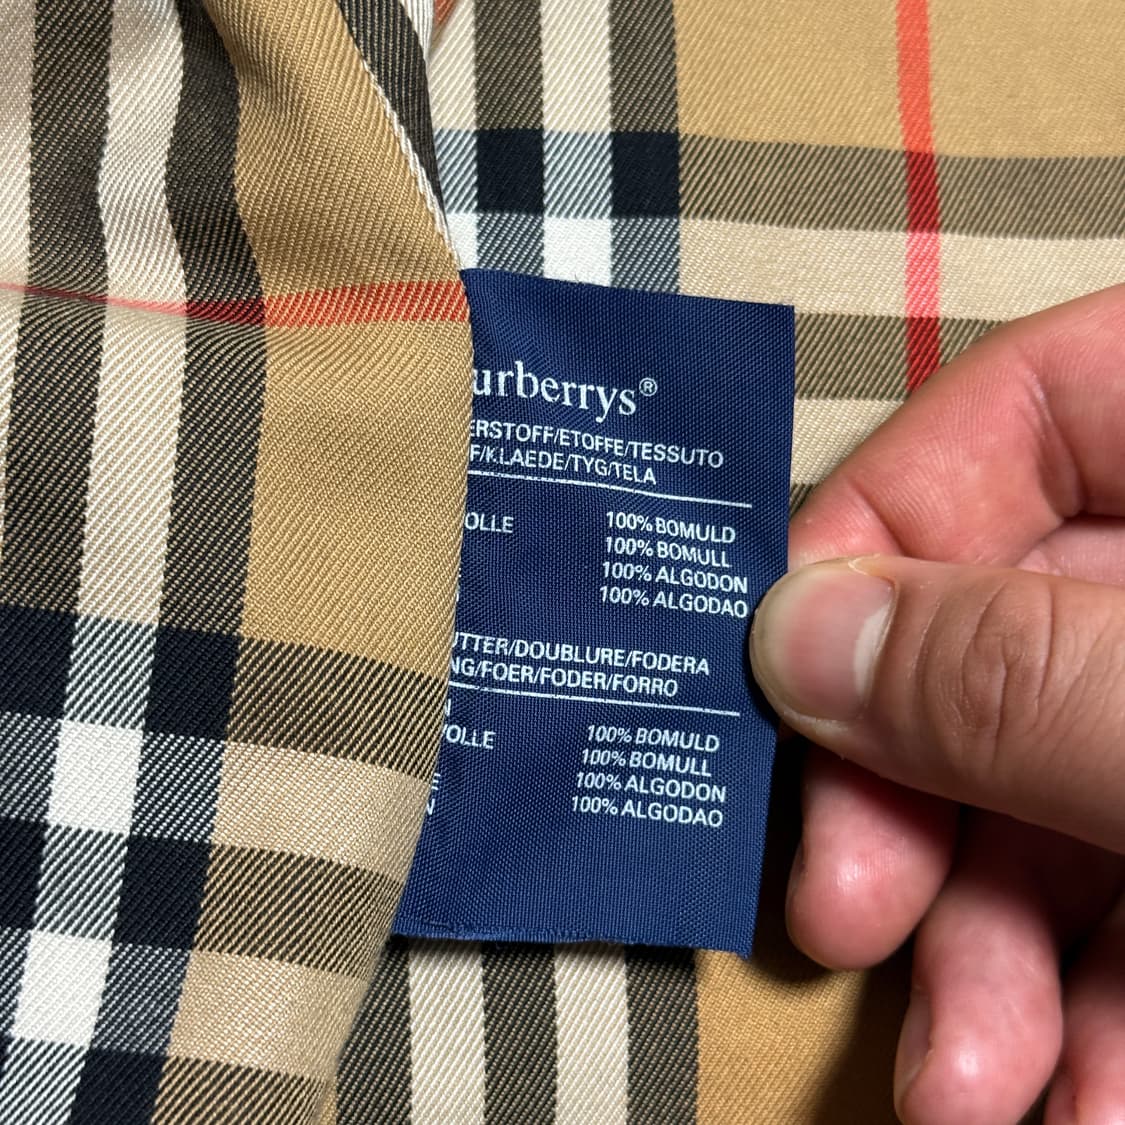 urberrys®
ERSTOFF/ETOFFE/TESSUTO
F/KLAEDE/TYG/TELA
OLLE 100% BOMULD
100% BOMULL
100% ALGODON
100% ALGODAO
UTTER/DOUBLURE/FODERA
NG/FOER/FODER/FORRO
N
OLLE 100% BOMULD
100% BOMULL
E 100% ALGODON
N 100% ALGODAO